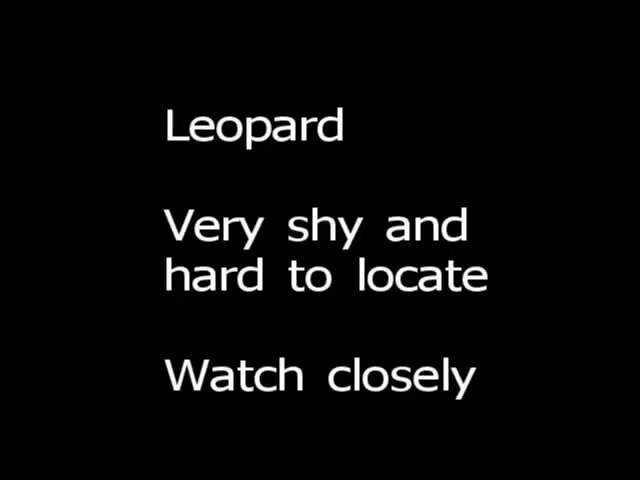 Leopard
Very shy and
hard to locate
Watch closely